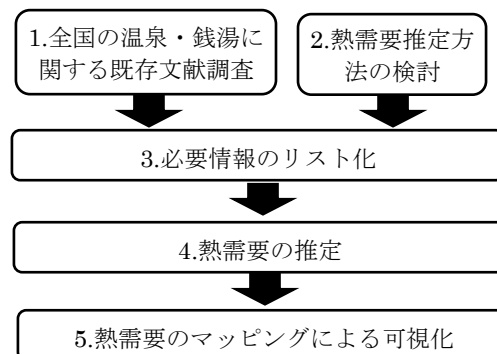 1.全国の温泉・銭湯に
関する既存文献調査
2.熱需要推定方
法の検討
3.必要情報のリスト化
4.熱需要の推定
5.熱需要のマッピングによる可視化